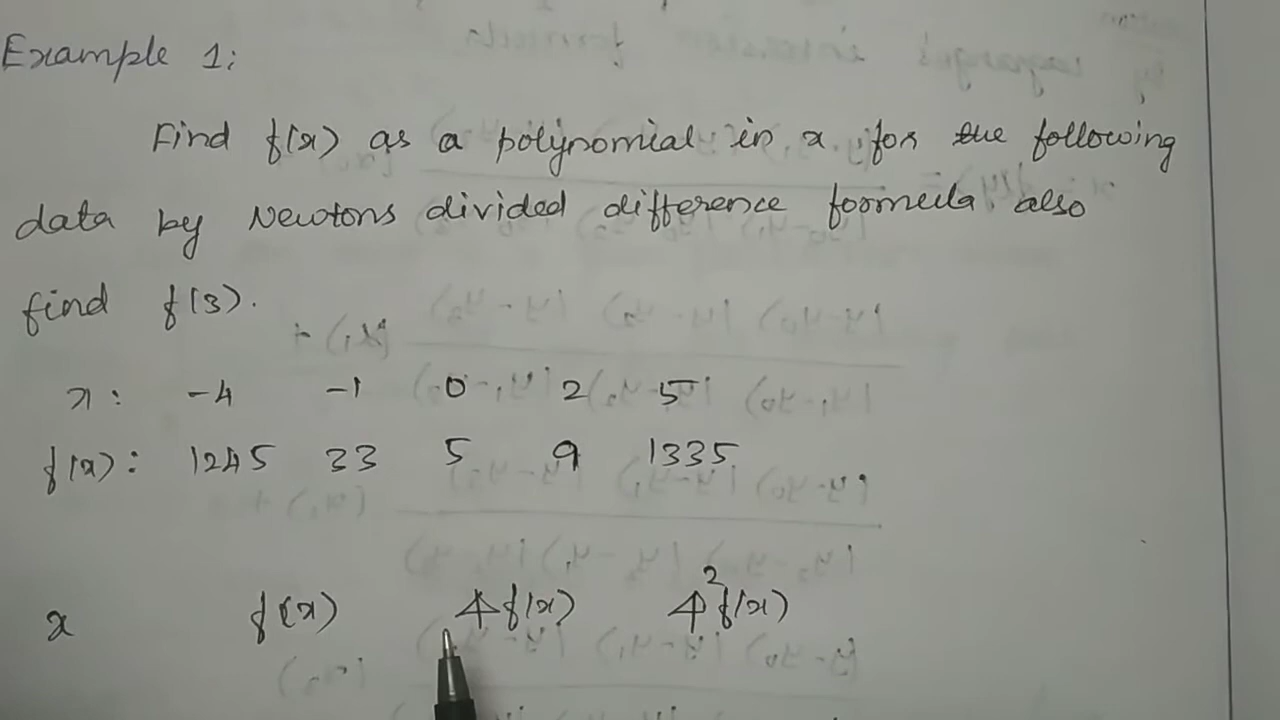 Example 1:
Find f(x) as a polynomial in x for the following
data by Newtons divided difference formula also
find f(3).
x: -4 -1 0 2 5
f(x): 1245 33 5 9 1335
x f(x) ⍋f(x) ⍋²f(x)